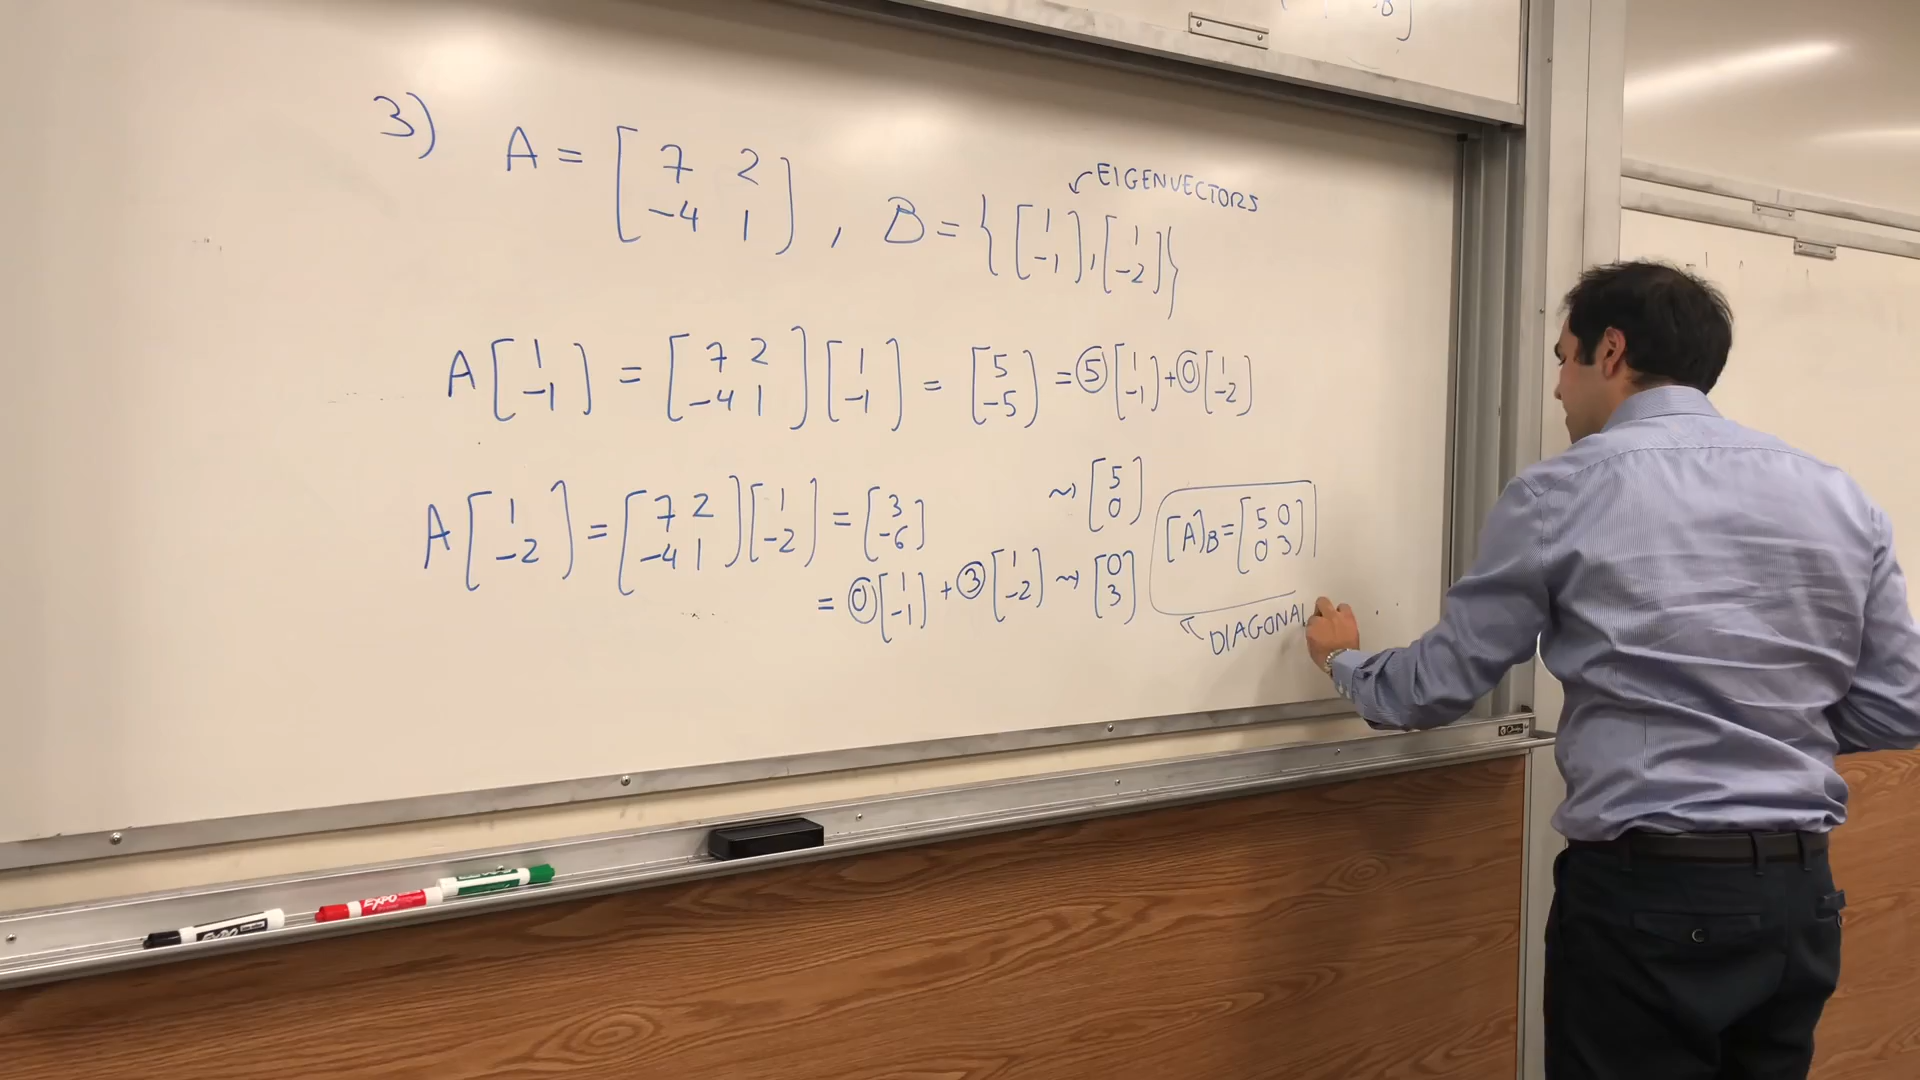 3) A = [7 2; -4 1], B = {[1; -1], [1; -2]}
EIGENVECTORS
A[1; -1] = [7 2; -4 1][1; -1] = [5; -5] = 5[1; -1] + 0[1; -2]
⇝ [5; 0]
A[1; -2] = [7 2; -4 1][1; -2] = [3; -6]
= 0[1; -1] + 3[1; -2] ⇝ [0; 3]
[A]B = [5 0; 0 3]
DIAGONAL
EXPO
EXPO